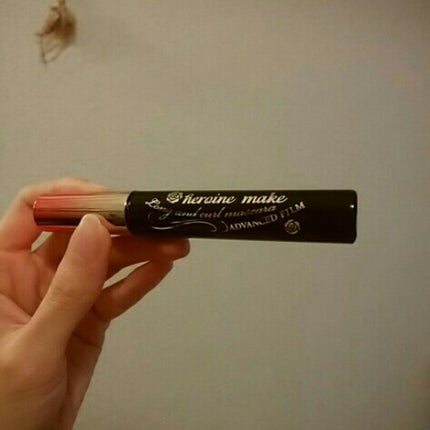 heroine make
Long and curl mascara
ADVANCED FILM